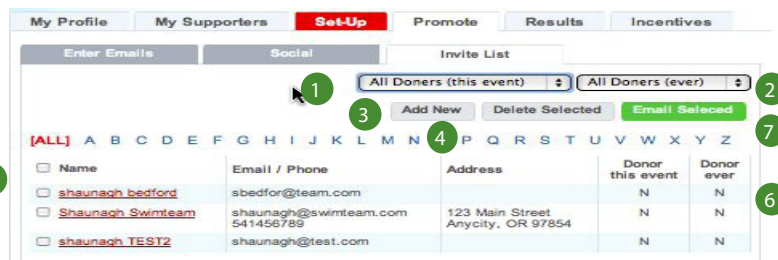 My Profile My Supporters Set-Up Promote Results Incentives
Enter Emails Social Invite List
1 All Doners (this event) All Doners (ever) 2
3 Add New Delete Selected Email Seleced
[ALL] A B C D E F G H I J K L M N 4 P Q R S T U V W X Y Z 7
Name Email / Phone Address Donor this event Donor ever
shaunagh bedford sbedfor@team.com N N
Shaunagh Swimteam shaunagh@swimteam.com 123 Main Street N N 6
541456789 Anycity, OR 97854
shaunagh TEST2 shaunagh@test.com N N